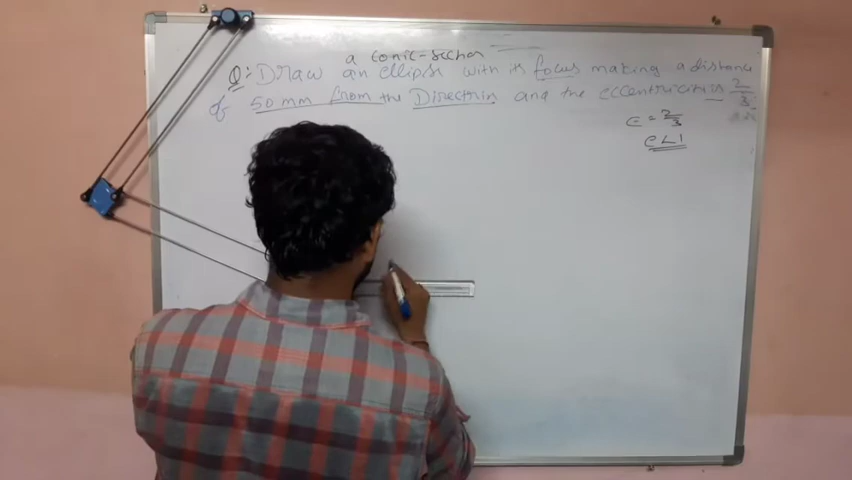 a conic-section
Q: Draw an ellipse with its focus making a distance
of 50 mm from the Directrix and the eccentricity is 2/3
e = 2/3
e < 1